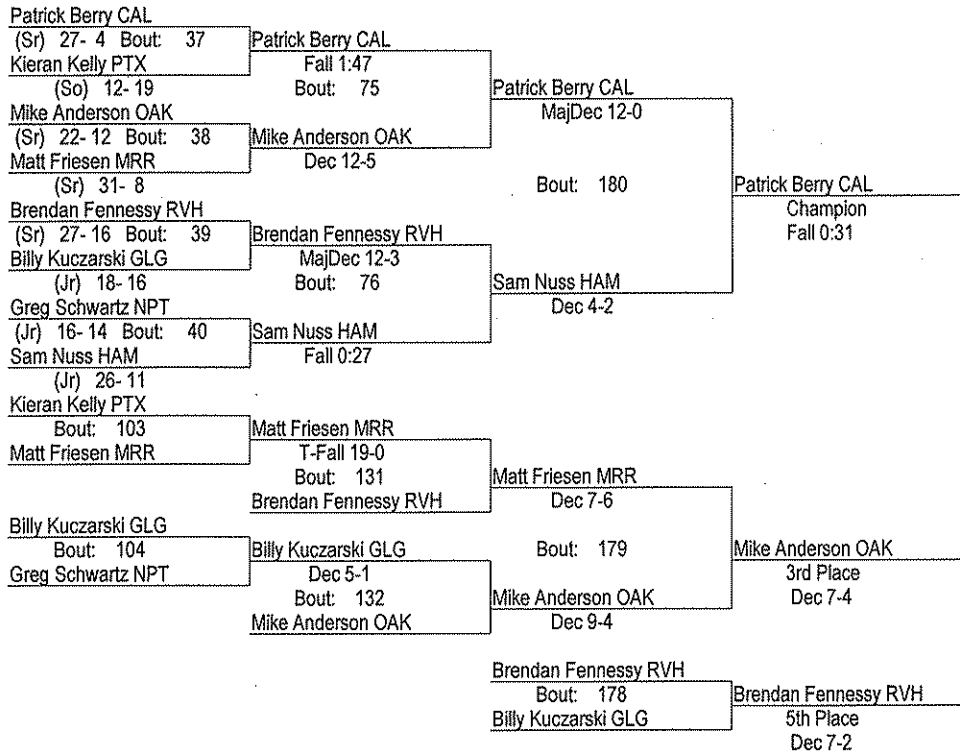 Patrick Berry CAL
(Sr) 27- 4 Bout: 37 Patrick Berry CAL
Kieran Kelly PTX Fall 1:47
(So) 12- 19 Bout: 75 Patrick Berry CAL
Mike Anderson OAK MajDec 12-0
(Sr) 22- 12 Bout: 38 Mike Anderson OAK
Matt Friesen MRR Dec 12-5
(Sr) 31- 8 Bout: 180 Patrick Berry CAL
Brendan Fennessy RVH Champion
(Sr) 27- 16 Bout: 39 Brendan Fennessy RVH Fall 0:31
Billy Kuczarski GLG MajDec 12-3
(Jr) 18- 16 Bout: 76 Sam Nuss HAM
Greg Schwartz NPT Dec 4-2
(Jr) 16- 14 Bout: 40 Sam Nuss HAM
Sam Nuss HAM Fall 0:27
(Jr) 26- 11
Kieran Kelly PTX
Bout: 103 Matt Friesen MRR
Matt Friesen MRR T-Fall 19-0
Bout: 131 Matt Friesen MRR
Brendan Fennessy RVH Dec 7-6
Billy Kuczarski GLG
Bout: 104 Billy Kuczarski GLG Bout: 179 Mike Anderson OAK
Greg Schwartz NPT Dec 5-1 3rd Place
Bout: 132 Mike Anderson OAK Dec 7-4
Mike Anderson OAK Dec 9-4
Brendan Fennessy RVH
Bout: 178 Brendan Fennessy RVH
Billy Kuczarski GLG 5th Place
Dec 7-2